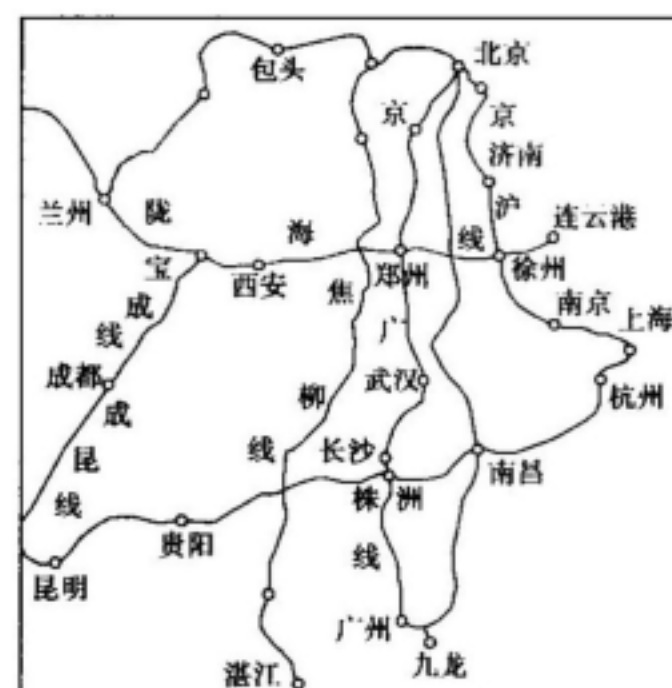 包头
北京
京
京
济南
兰州
陇
沪
连云港
海
线
宝
西安
郑州
徐州
成
焦
广
南京
上海
线
成都
武汉
杭州
成
柳
昆
线
长沙
南昌
线
株洲
贵阳
线
昆明
广州
九龙
湛江